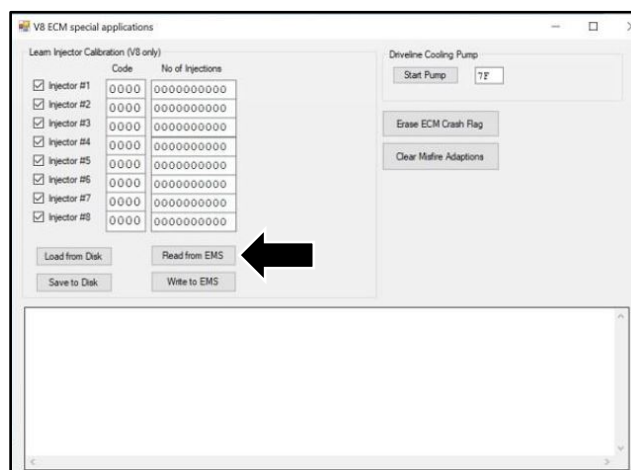 V8 ECM special applications
Learn Injector Calibration (V8 only)
Code No of Injections
Injector #1 0000 0000000000
Injector #2 0000 0000000000
Injector #3 0000 0000000000
Injector #4 0000 0000000000
Injector #5 0000 0000000000
Injector #6 0000 0000000000
Injector #7 0000 0000000000
Injector #8 0000 0000000000
Load from Disk Read from EMS
Save to Disk Write to EMS
Driveline Cooling Pump
Start Pump 7F
Erase ECM Crash Flag
Clear Misfire Adaptions